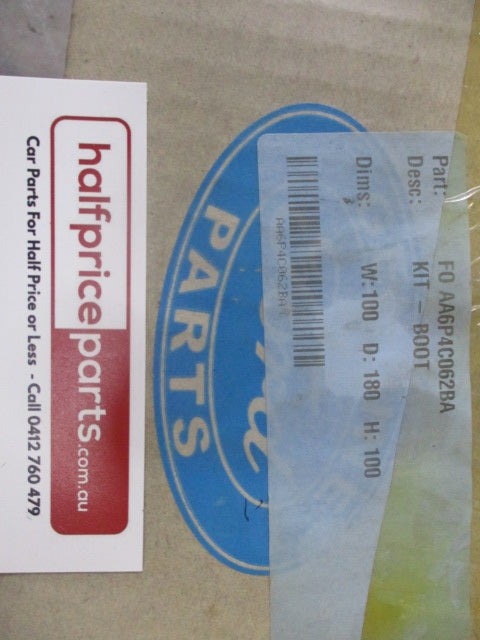 halfpriceparts.com.au
Car Parts For Half Price or Less - Call 0412 760 479
PARTS
Part: FO AA6P4C062BA
Desc: KIT - BOOT
Dims: W:100 D: 180 H: 100